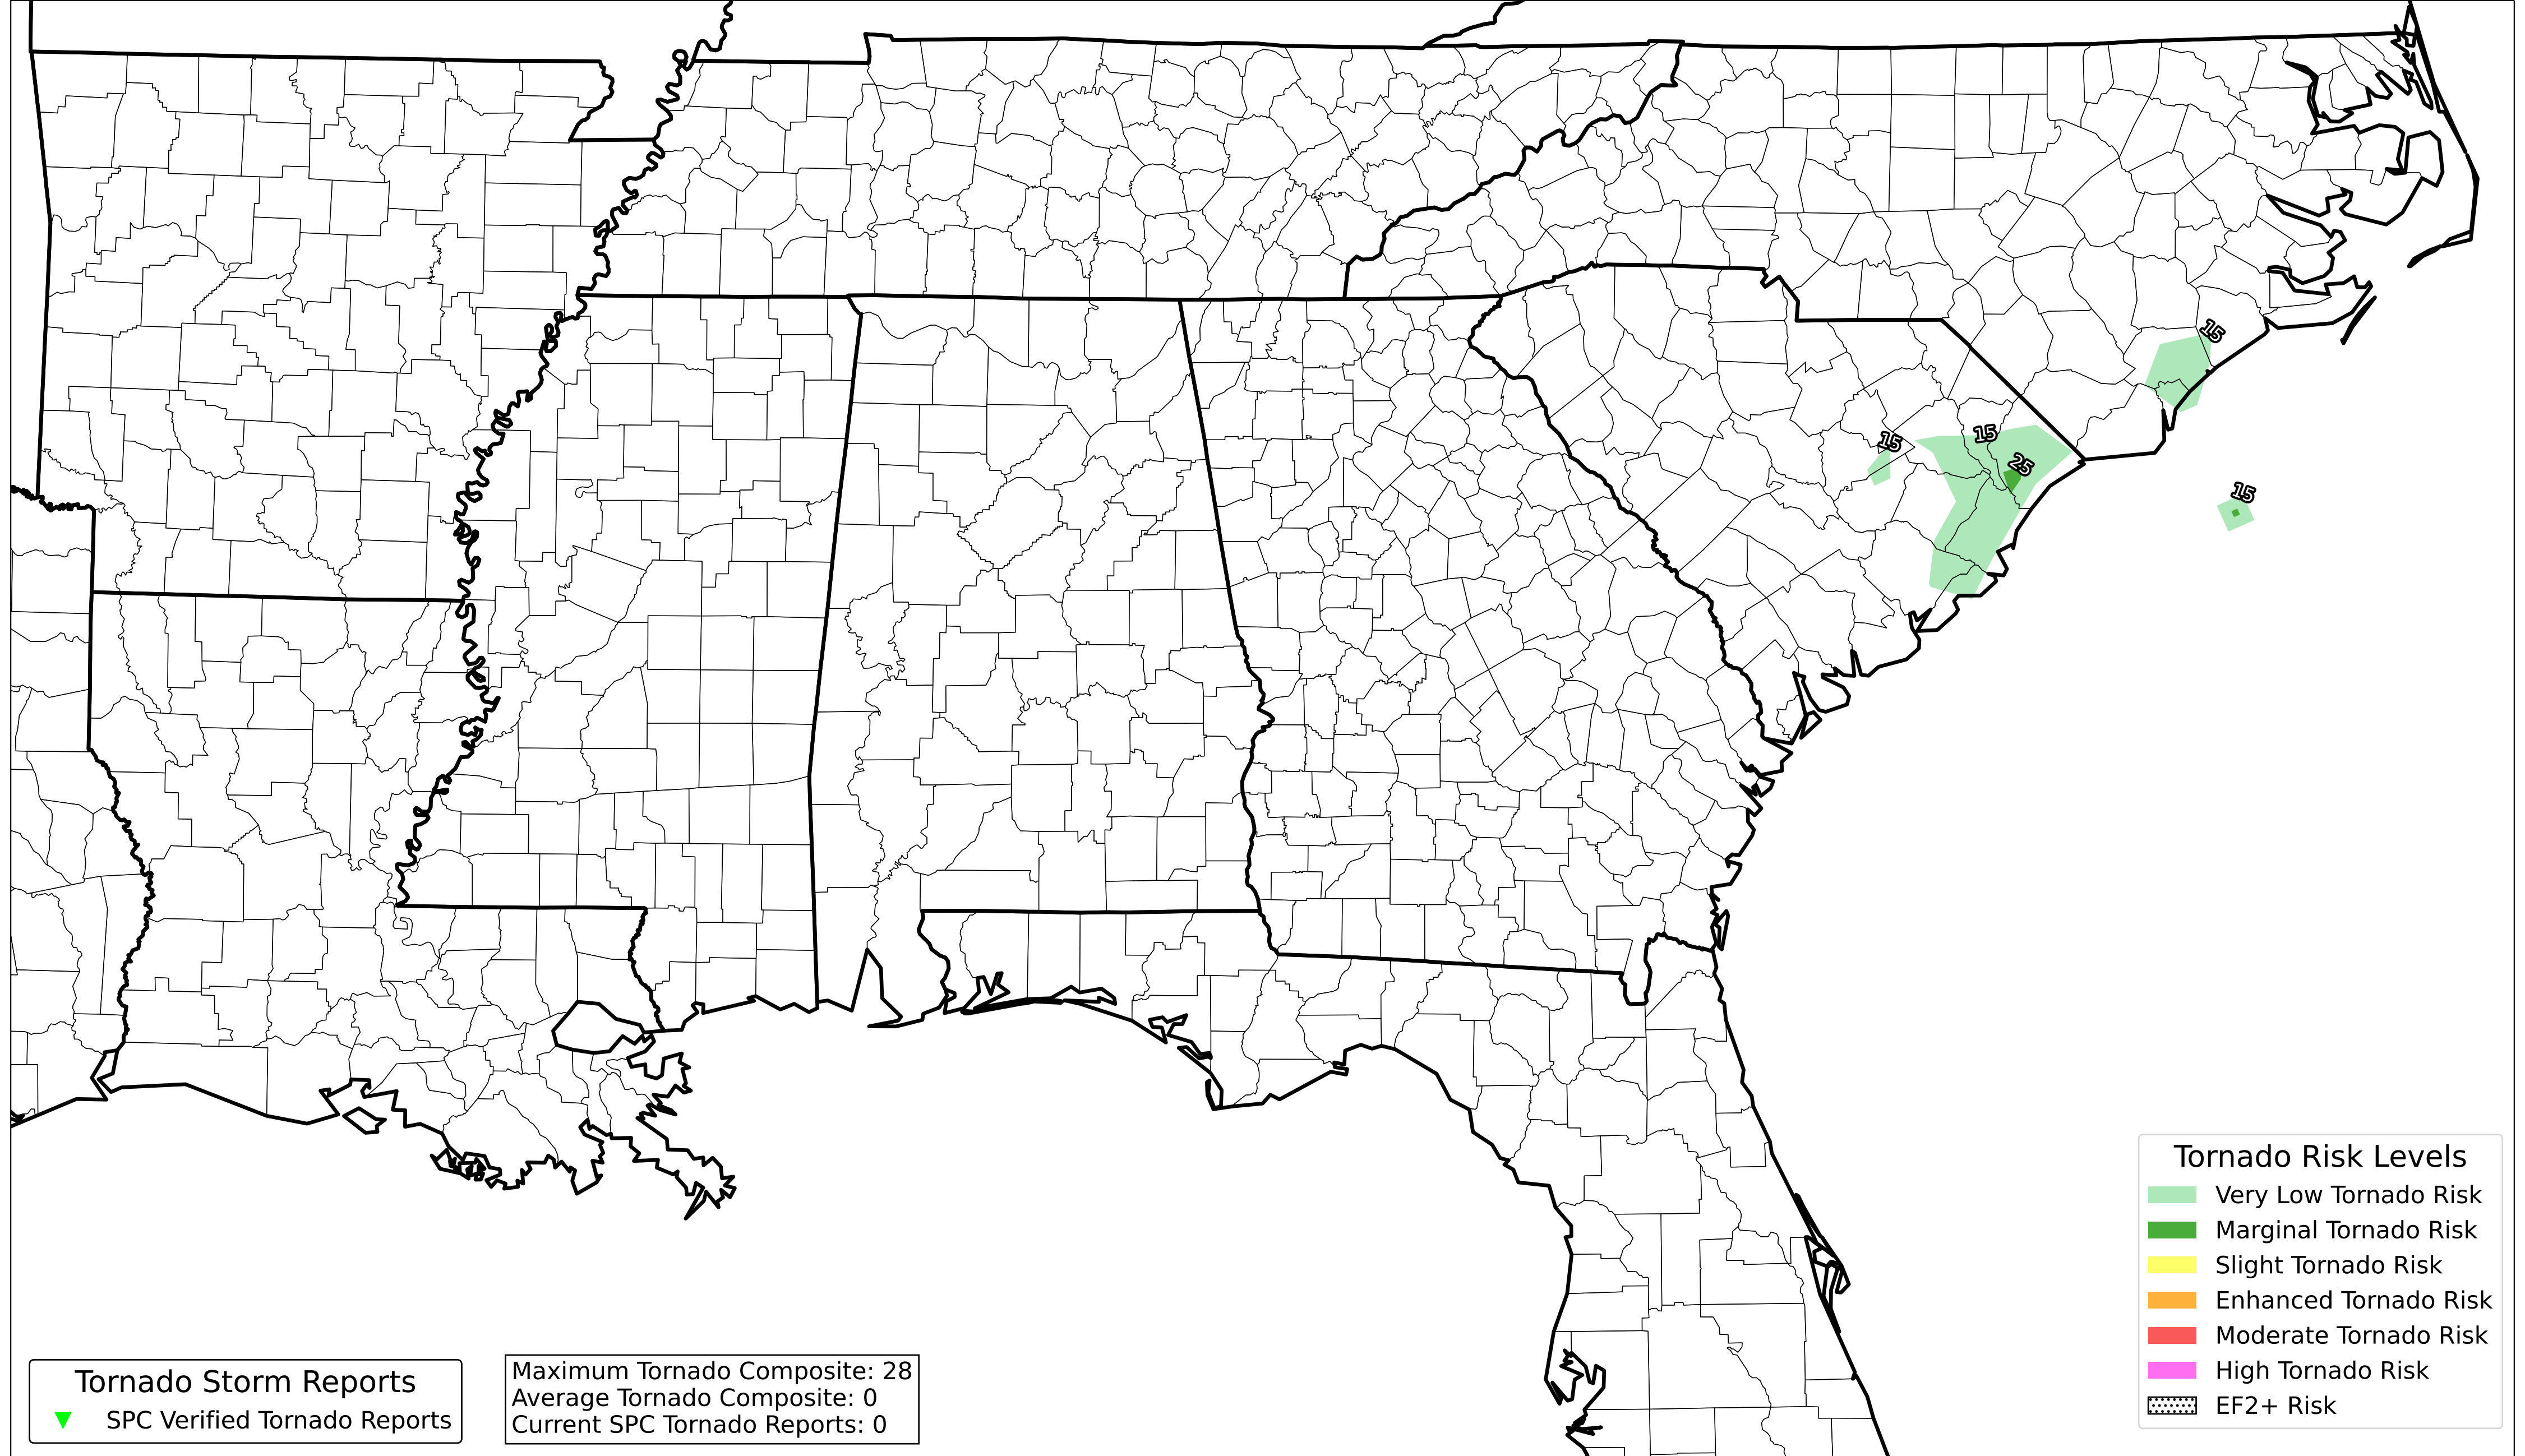 15
15
15
25
15
Tornado Risk Levels
Very Low Tornado Risk
Marginal Tornado Risk
Slight Tornado Risk
Enhanced Tornado Risk
Moderate Tornado Risk
High Tornado Risk
EF2+ Risk
Tornado Storm Reports
SPC Verified Tornado Reports
Maximum Tornado Composite: 28
Average Tornado Composite: 0
Current SPC Tornado Reports: 0